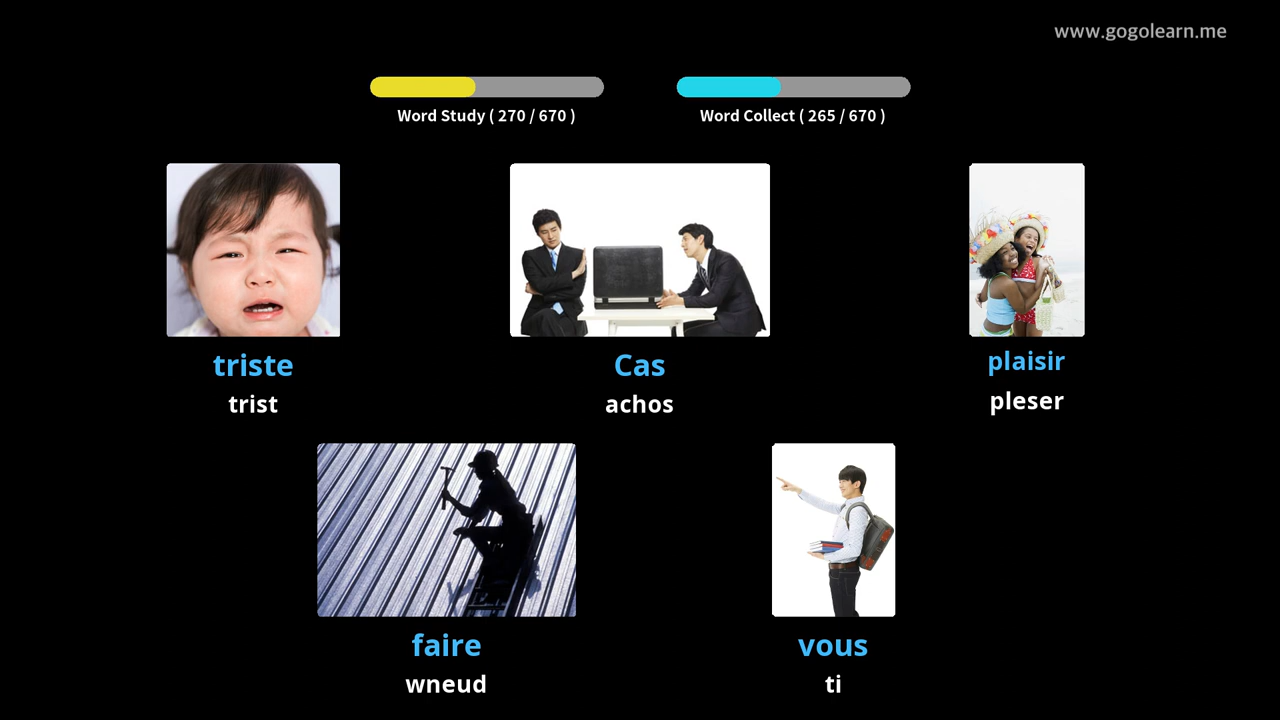 www.gogolearn.me
Word Study ( 270 / 670 )
Word Collect ( 265 / 670 )
triste
trist
Cas
achos
plaisir
pleser
faire
wneud
vous
ti